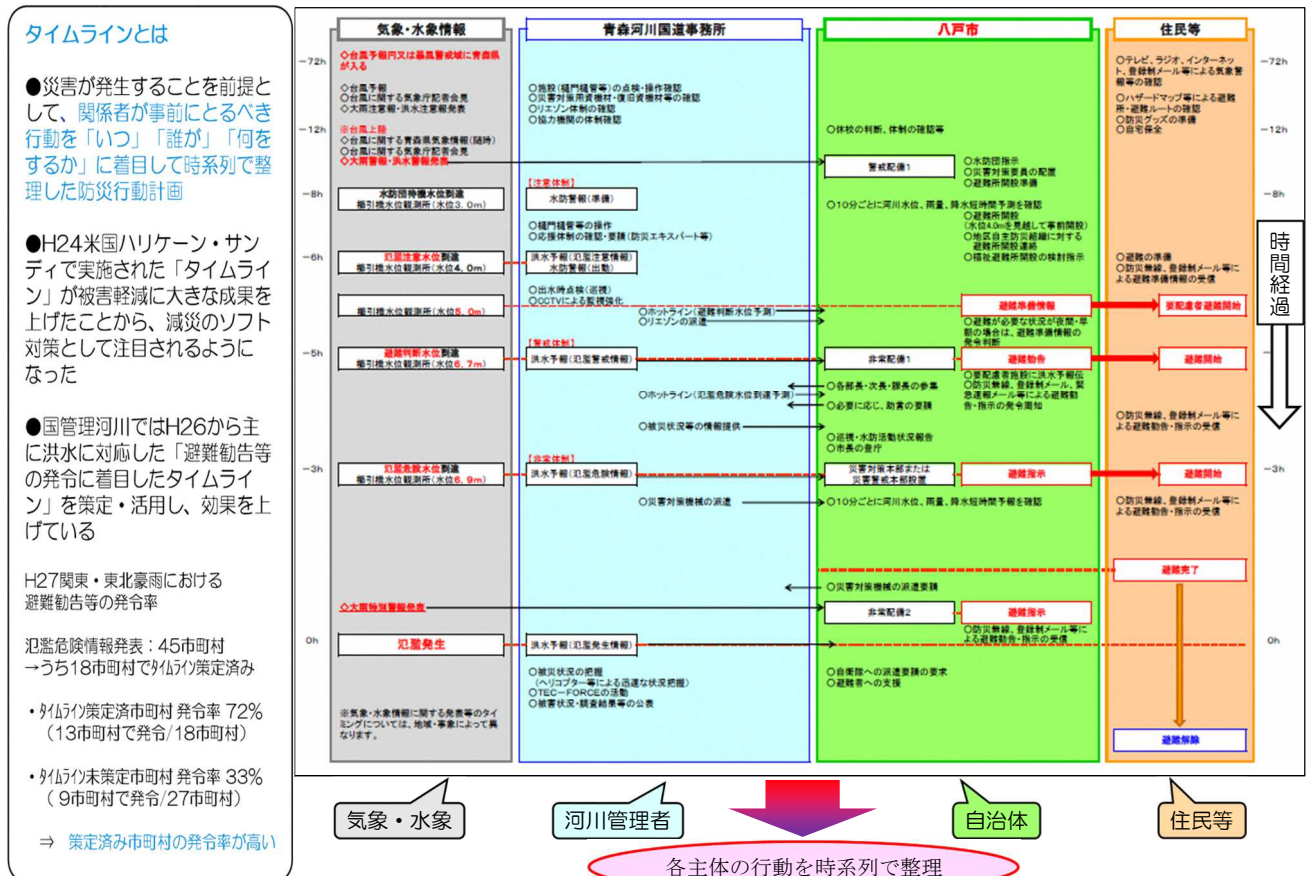 タイムラインとは
●災害が発生することを前提と
して、関係者が事前にとるべき
行動を「いつ」「誰が」「何を
するか」に着目して時系列で整
理した防災行動計画
●H24米国ハリケーン・サン
ディで実施された「タイムライ
ン」が被害軽減に大きな成果を
上げたことから、減災のソフト
対策として注目されるように
なった
●国管理河川ではH26から主
に洪水に対応した「避難勧告等
の発令に着目したタイムライ
ン」を策定・活用し、効果を上
げている
H27関東・東北豪雨における
避難勧告等の発令率
氾濫危険情報発表：45市町村
→うち18市町村でタイムライン策定済み
・タイムライン策定済市町村 発令率 72%
（13市町村で発令/18市町村）
・タイムライン未策定市町村 発令率 33%
（ 9市町村で発令/27市町村）
⇒ 策定済み市町村の発令率が高い
気象・水象情報
-72h
◇台風予報円又は暴風警戒域に青森県
が入る
◇台風予報
○台風に関する気象庁記者会見
◇大雨注意報・洪水注意報発表
-12h
※台風上陸
◇台風に関する青森県気象情報（随時）
○台風に関する気象庁記者会見
◇大雨警報・洪水警報発表
-8h
水防団待機水位到達
櫛引橋水位観測所（水位3．0m）
-6h
氾濫注意水位到達
櫛引橋水位観測所（水位4．0m）
櫛引橋水位観測所（水位5．0m）
-5h
避難判断水位到達
櫛引橋水位観測所（水位6．7m）
-3h
氾濫危険水位到達
櫛引橋水位観測所（水位6．9m）
◇大雨特別警報発表
0h
氾濫発生
※気象・水象情報に関する発表等のタイ
ミングについては、地域・事象によって異
なります。
青森河川国道事務所
○施設（樋門樋管等）の点検・操作確認
○災害対策用資機材・復旧資機材等の確認
○リエゾン体制の確認
○協力機関の体制確認
【注意体制】
水防警報（準備）
○樋門樋管等の操作
○応援体制の確認・要請（防災エキスパート等）
洪水予報（氾濫注意情報）
水防警報（出動）
○出水時点検（巡視）
○CCTVによる監視強化
○ホットライン（避難判断水位予測）
○リエゾンの派遣
【警戒体制】
洪水予報（氾濫警戒情報）
○ホットライン（氾濫危険水位到達予測）
○被災状況等の情報提供
【非常体制】
洪水予報（氾濫危険情報）
○災害対策機械の派遣
洪水予報（氾濫発生情報）
○被災状況の把握
（ヘリコプター等による迅速な状況把握）
○TEC－FORCEの活動
○被害状況・調査結果等の公表
八戸市
○休校の判断、体制の確認等
警戒配備1
○水防団指示
○災害対策要員の配置
○避難所開設準備
○10分ごとに河川水位、雨量、降水短時間予測を確認
○避難所開設
（水位4.0mを見越して事前開設）
○地区自主防災組織に対する
避難所開設連絡
○福祉避難所開設の検討指示
避難準備情報
○避難が必要な状況が夜間・早
朝の場合は、避難準備情報の
発令判断
非常配備1
避難勧告
○要配慮者施設に洪水予報伝
○防災無線、登録制メール、緊
急速報メール等による避難勧
告・指示の発令周知
○各部長・次長・課長の参集
○必要に応じ、助言の要請
○巡視・水防活動状況報告
○市長の登庁
災害対策本部または
災害警戒本部設置
避難指示
○10分ごとに河川水位、雨量、降水短時間予報を確認
○災害対策機械の派遣要請
非常配備2
避難指示
○防災無線、登録制メール等に
よる避難勧告・指示の受信
○自衛隊への派遣要請の要求
○避難者への支援
住民等
-72h
○テレビ、ラジオ、インターネッ
ト、登録制メール等による気象警
報等の確認
○ハザードマップ等による避難
所・避難ルートの確認
○防災グッズの準備
○自宅保全
-12h
-8h
○避難の準備
○防災無線、登録制メール等に
よる避難準備情報の受信
-6h
要配慮者避難開始
避難開始
○防災無線、登録制メール等に
よる避難勧告・指示の受信
避難開始
-3h
○防災無線、登録制メール等に
よる避難勧告・指示の受信
避難完了
0h
避難解除
時間経過
気象・水象
河川管理者
自治体
住民等
各主体の行動を時系列で整理